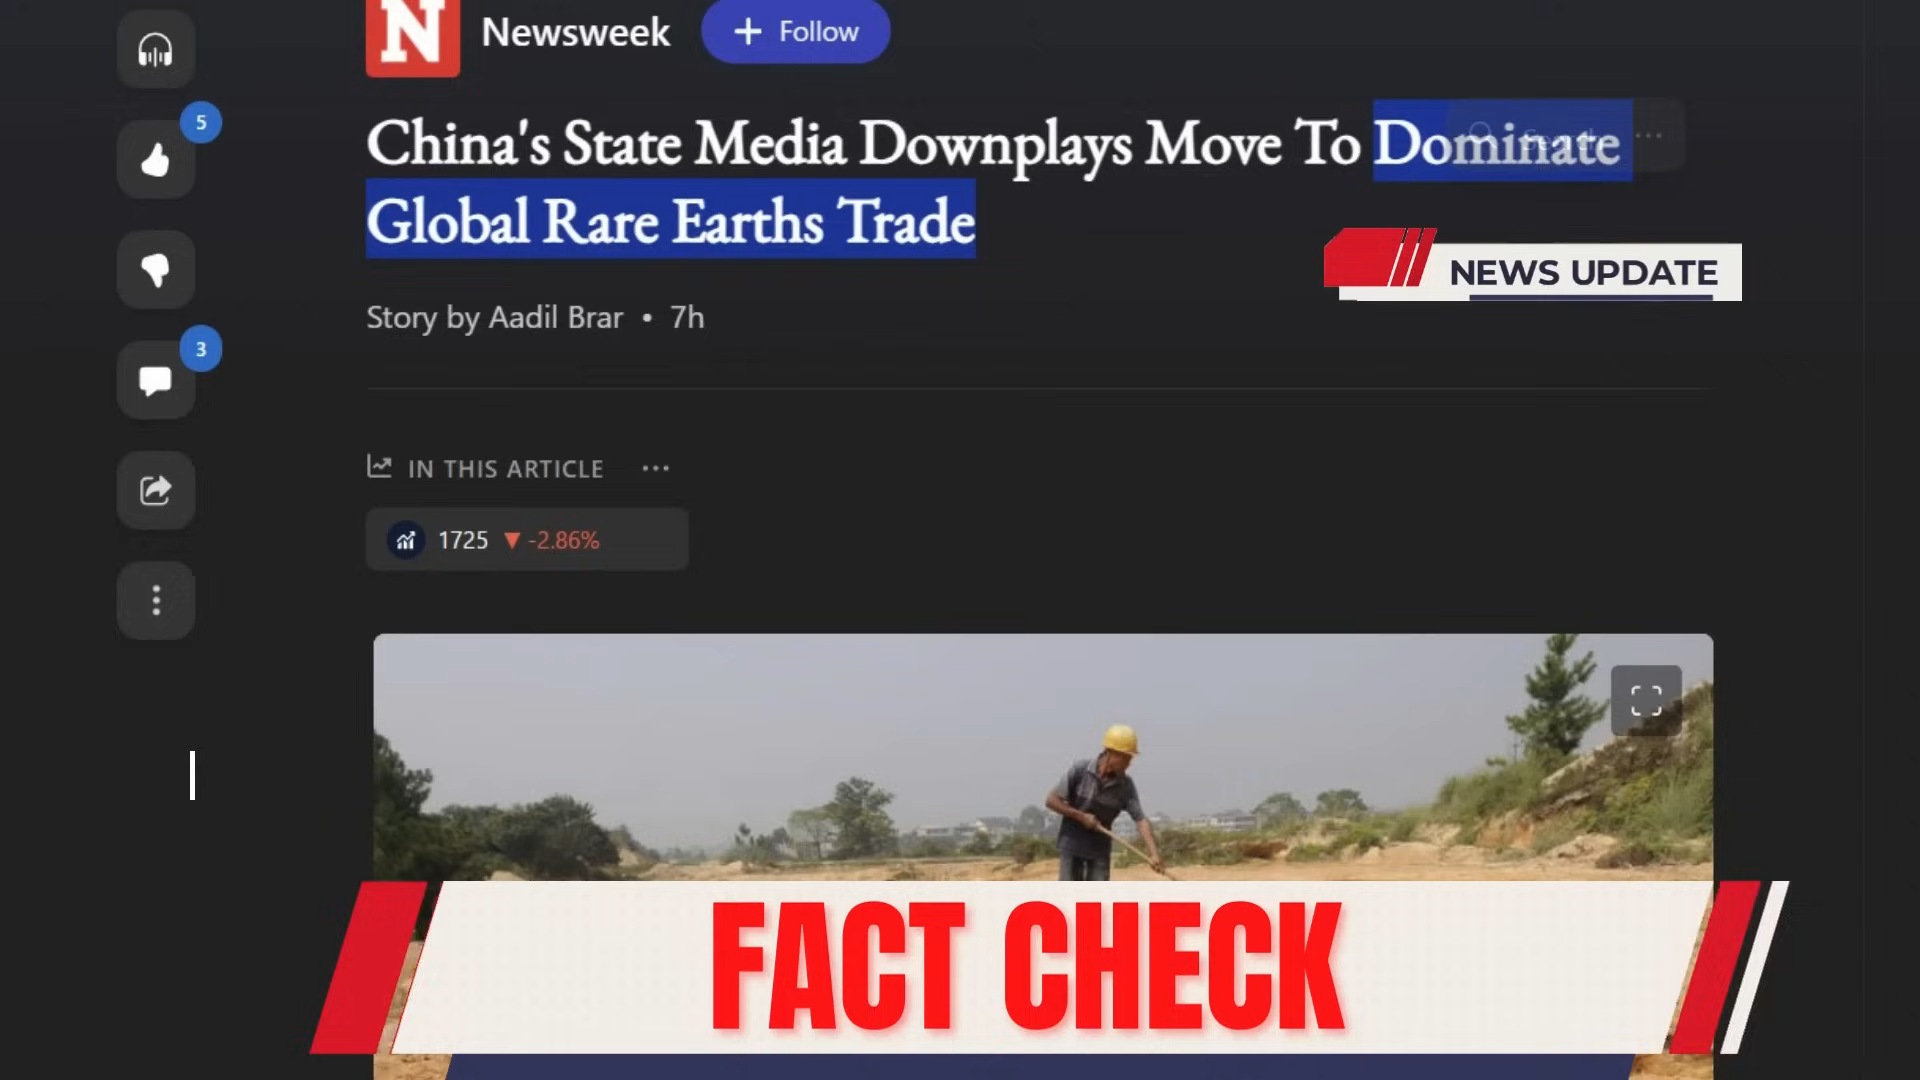 N Newsweek + Follow
5
China's State Media Downplays Move To Dominate
Search
Global Rare Earths Trade
NEWS UPDATE
Story by Aadil Brar • 7h
3
IN THIS ARTICLE ...
1725 ▼ -2.86%
FACT CHECK